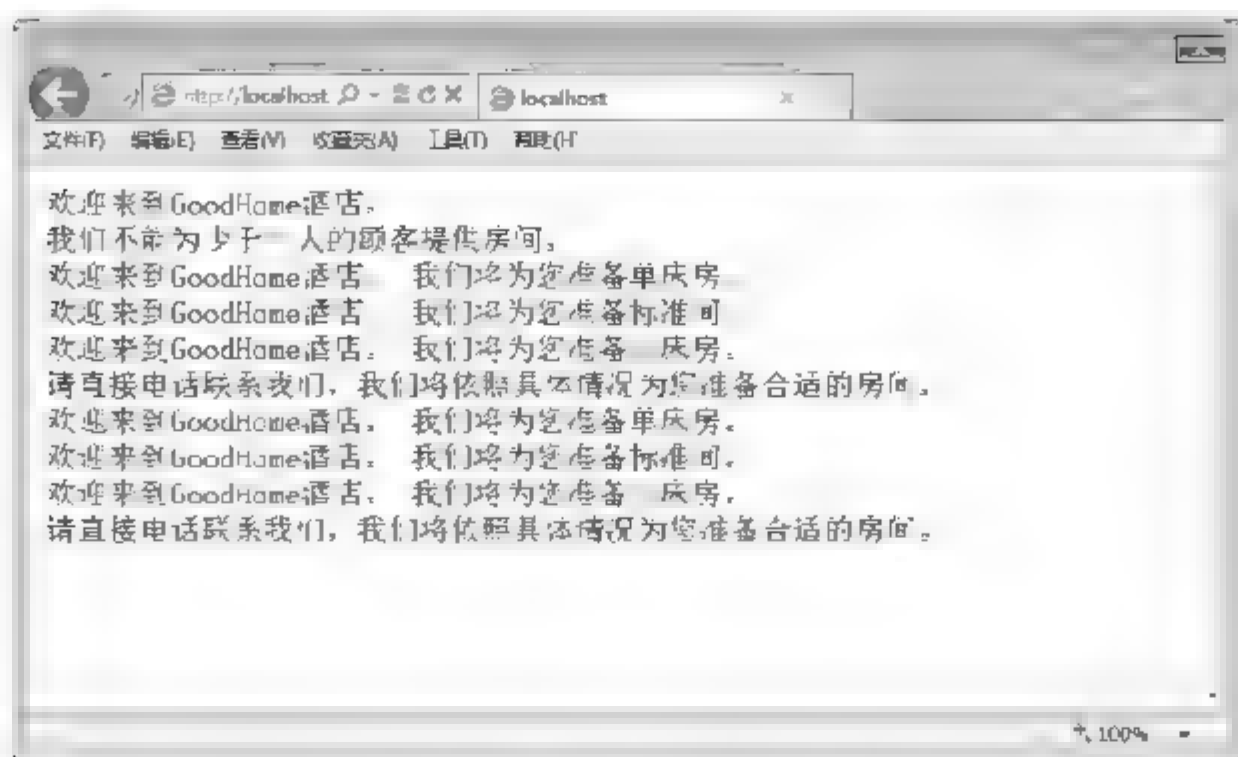 http://localhost
localhost
文件(F) 编辑(E) 查看(V) 收藏夹(A) 工具(T) 帮助(H
欢迎来到GoodHome酒店。
我们不能为少于一人的顾客提供房间。
欢迎来到GoodHome酒店 我们将为您准备单床房
欢迎来到GoodHome酒店 我们将为您准备标准间
欢迎来到GoodHome酒店。 我们将为您准备 床房。
请直接电话联系我们,我们将依照具体情况为您准备合适的房间。
欢迎来到GoodHome酒店。 我们将为您准备单床房。
欢迎来到GoodHome酒店。 我们将为您准备标准间。
欢迎来到GoodHome酒店。 我们将为您准备 床房。
请直接电话联系我们,我们将依照具体情况为您准备合适的房间。
100%